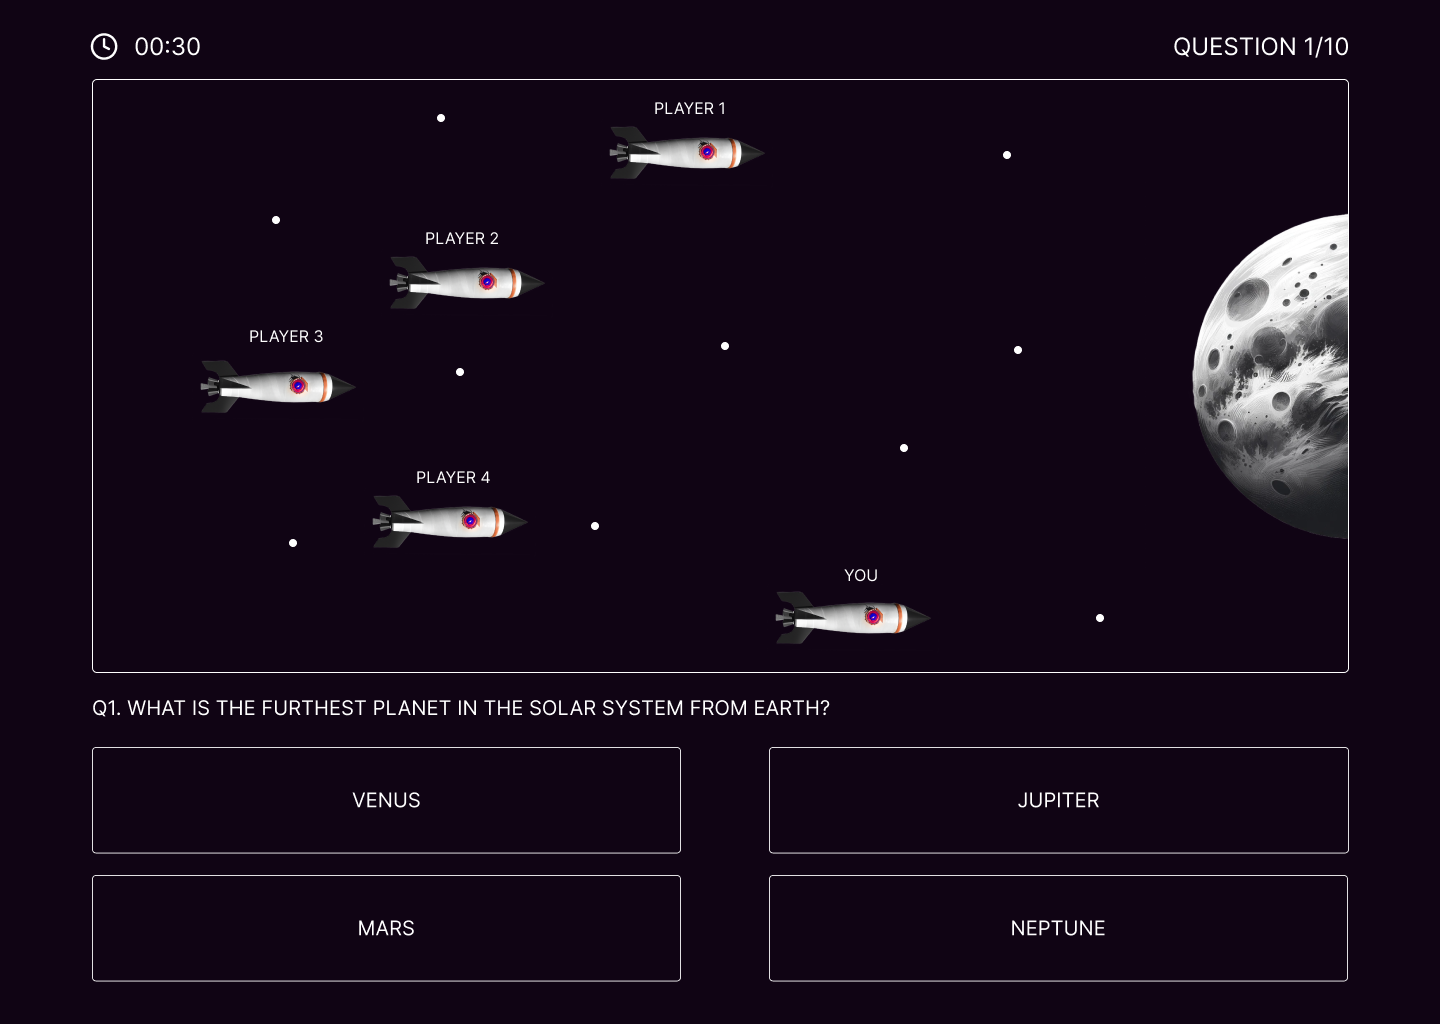 00:30
QUESTION 1/10
PLAYER 1
PLAYER 2
PLAYER 3
PLAYER 4
YOU
Q1. WHAT IS THE FURTHEST PLANET IN THE SOLAR SYSTEM FROM EARTH?
VENUS
JUPITER
MARS
NEPTUNE